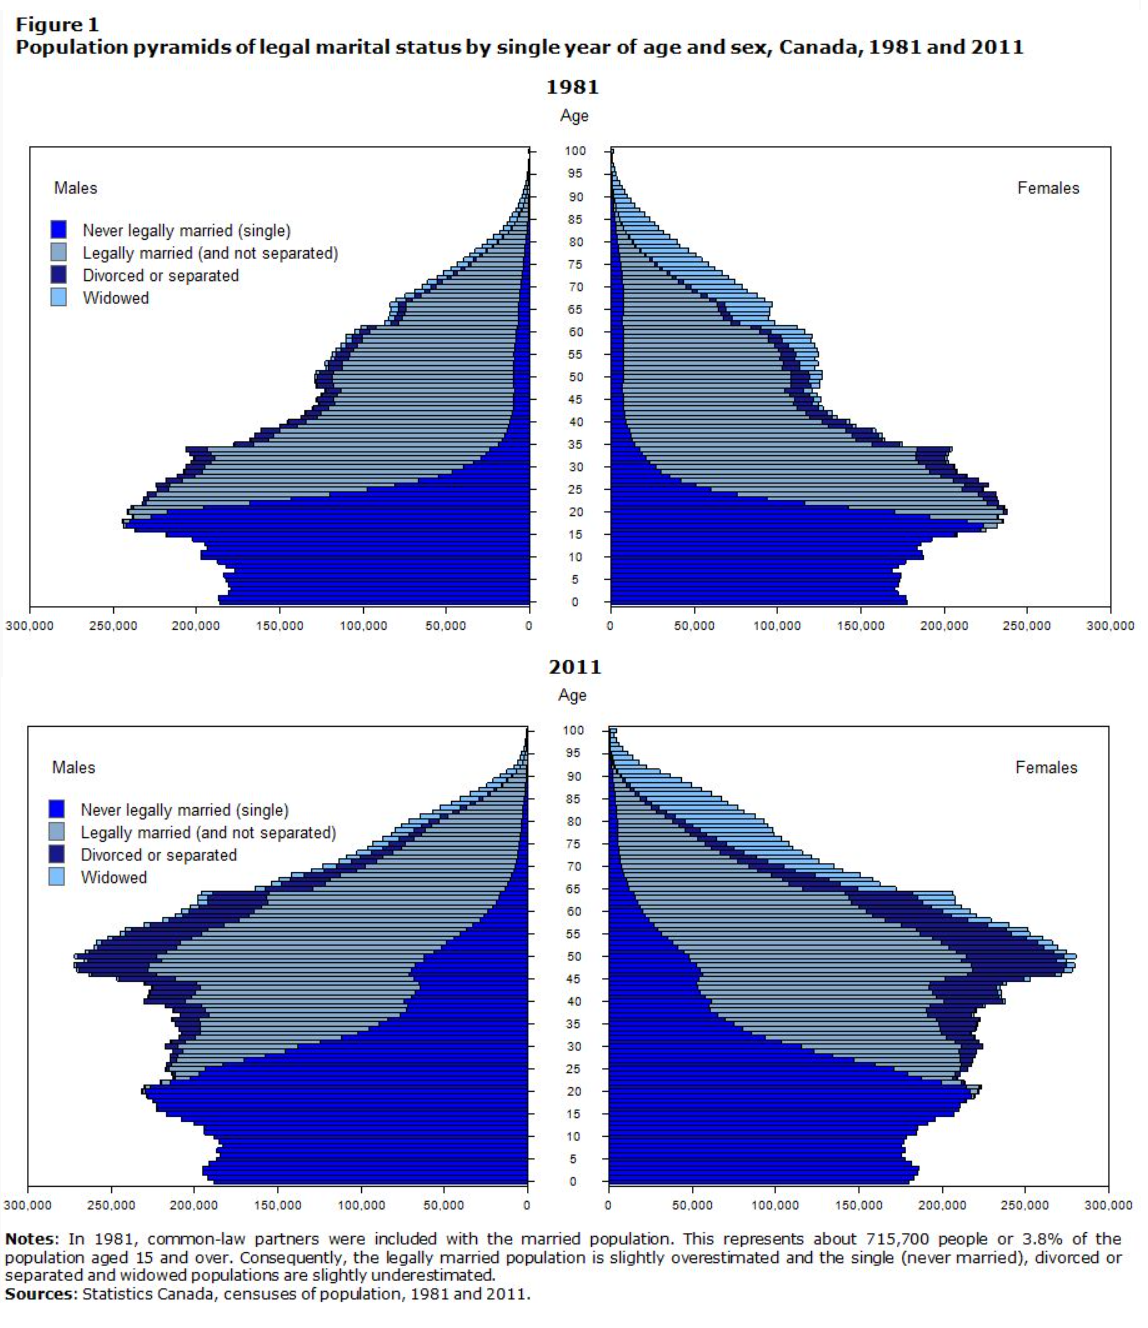 Figure 1
Population pyramids of legal marital status by single year of age and sex, Canada, 1981 and 2011
1981
Age
Males
Females
Never legally married (single)
Legally married (and not separated)
Divorced or separated
Widowed
100
95
90
85
80
75
70
65
60
55
50
45
40
35
30
25
20
15
10
5
0
300,000 250,000 200,000 150,000 100,000 50,000 0 0 50,000 100,000 150,000 200,000 250,000 300,000
2011
Age
Males
Females
Never legally married (single)
Legally married (and not separated)
Divorced or separated
Widowed
100
95
90
85
80
75
70
65
60
55
50
45
40
35
30
25
20
15
10
5
0
300,000 250,000 200,000 150,000 100,000 50,000 0 0 50,000 100,000 150,000 200,000 250,000 300,000
Notes: In 1981, common-law partners were included with the married population. This represents about 715,700 people or 3.8% of the
population aged 15 and over. Consequently, the legally married population is slightly overestimated and the single (never married), divorced or
separated and widowed populations are slightly underestimated.
Sources: Statistics Canada, censuses of population, 1981 and 2011.